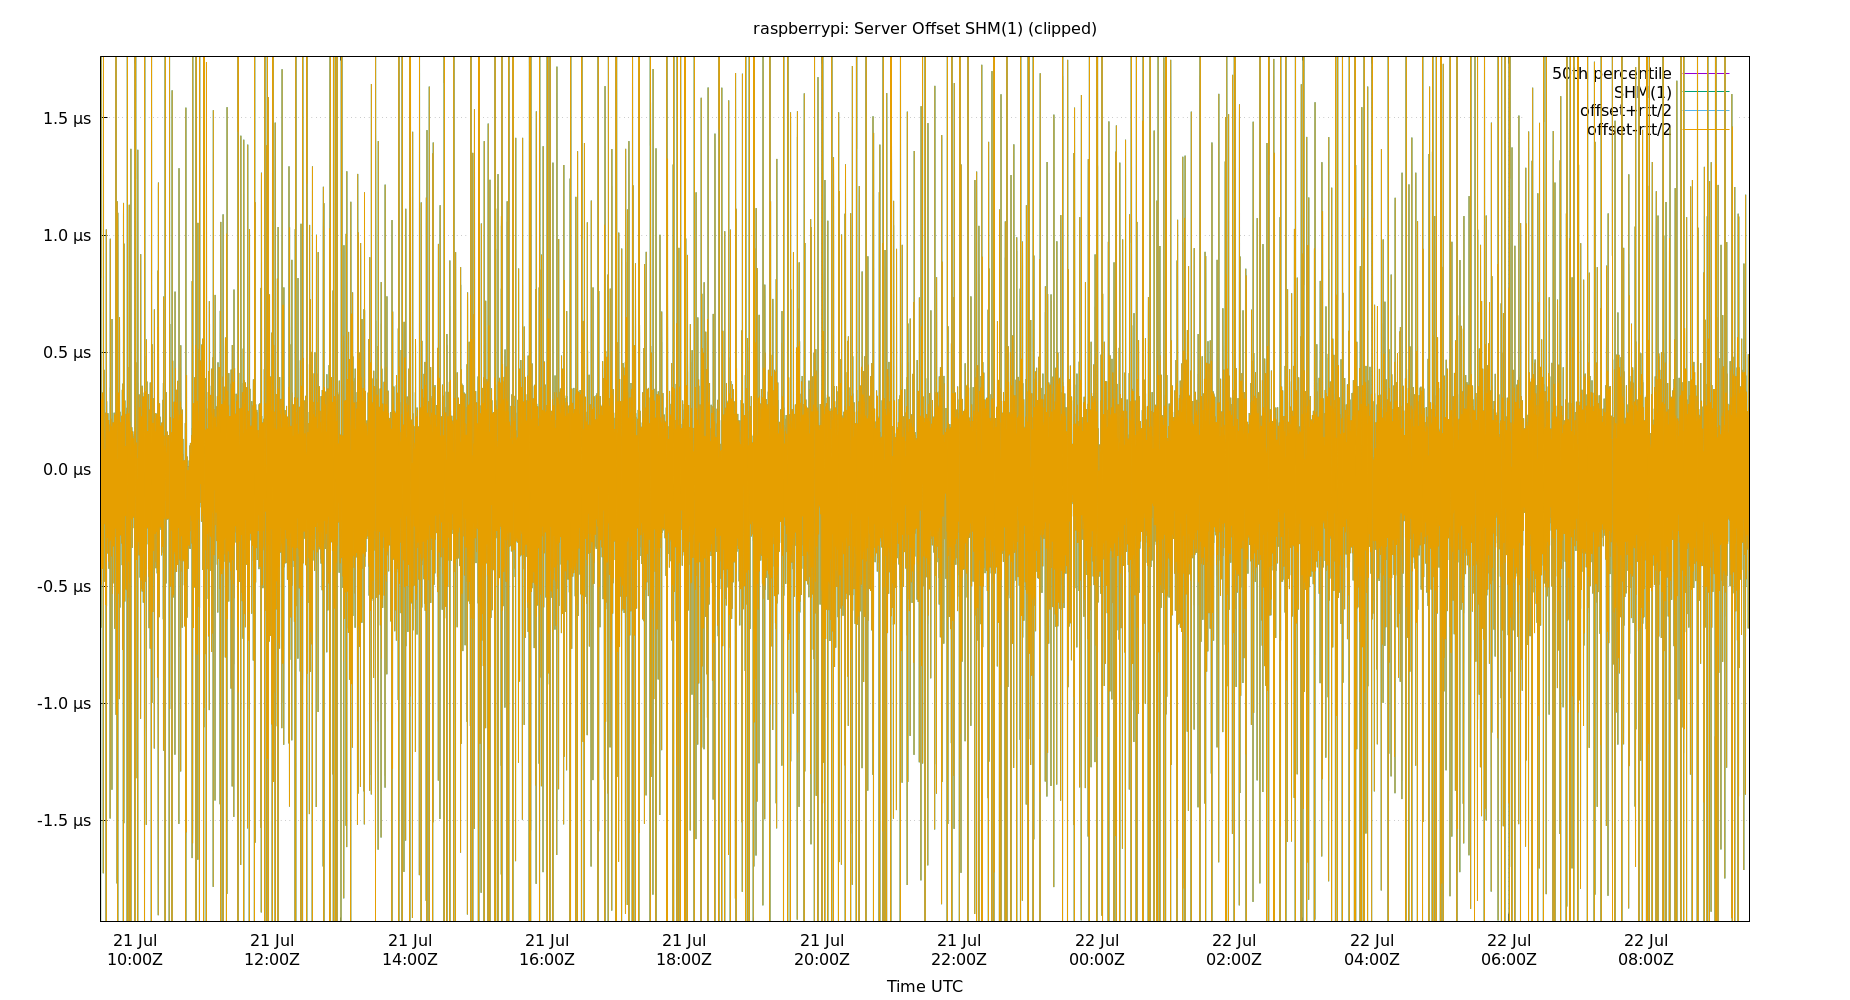 raspberrypi: Server Offset SHM(1) (clipped)
50th percentile
SHM(1)
offset+rtt/2
offset-rtt/2
1.5 µs
1.0 µs
0.5 µs
0.0 µs
-0.5 µs
-1.0 µs
-1.5 µs
21 Jul 21 Jul 21 Jul 21 Jul 21 Jul 21 Jul 21 Jul 22 Jul 22 Jul 22 Jul 22 Jul 22 Jul
10:00Z 12:00Z 14:00Z 16:00Z 18:00Z 20:00Z 22:00Z 00:00Z 02:00Z 04:00Z 06:00Z 08:00Z
Time UTC